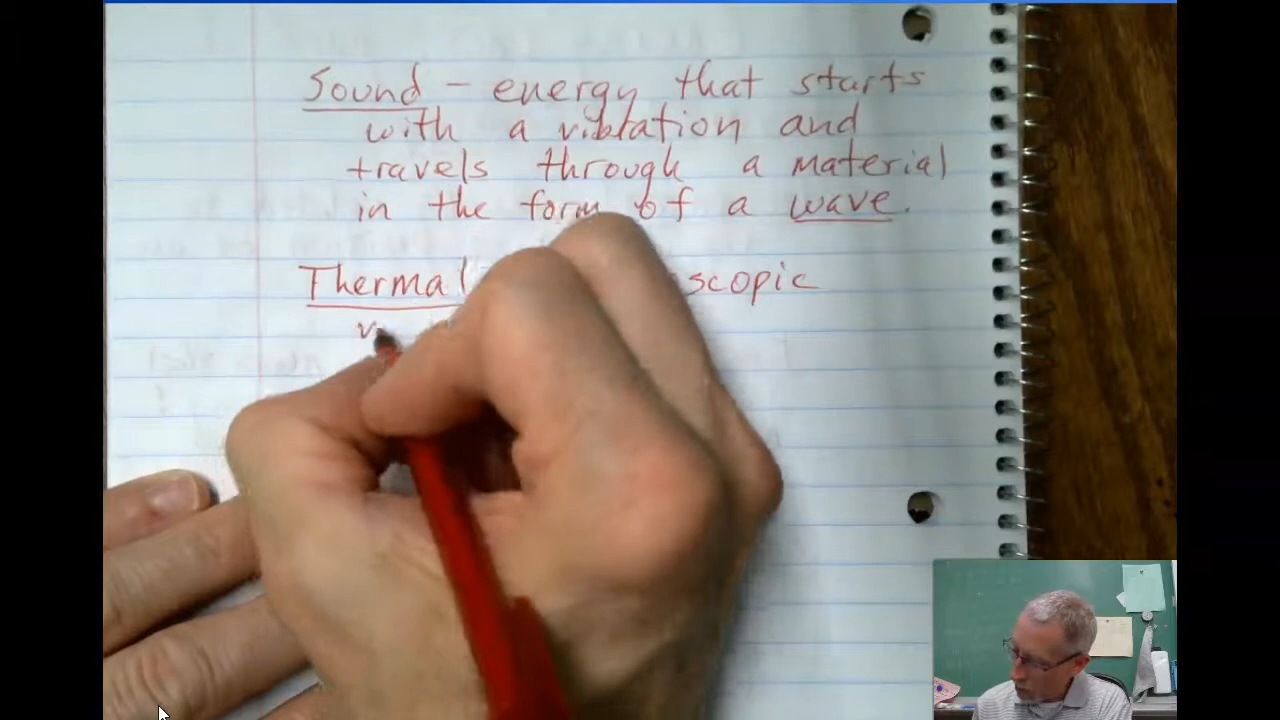 Sound - energy that starts
with a vibration and
travels through a material
in the form of a wave.
Thermal scopic